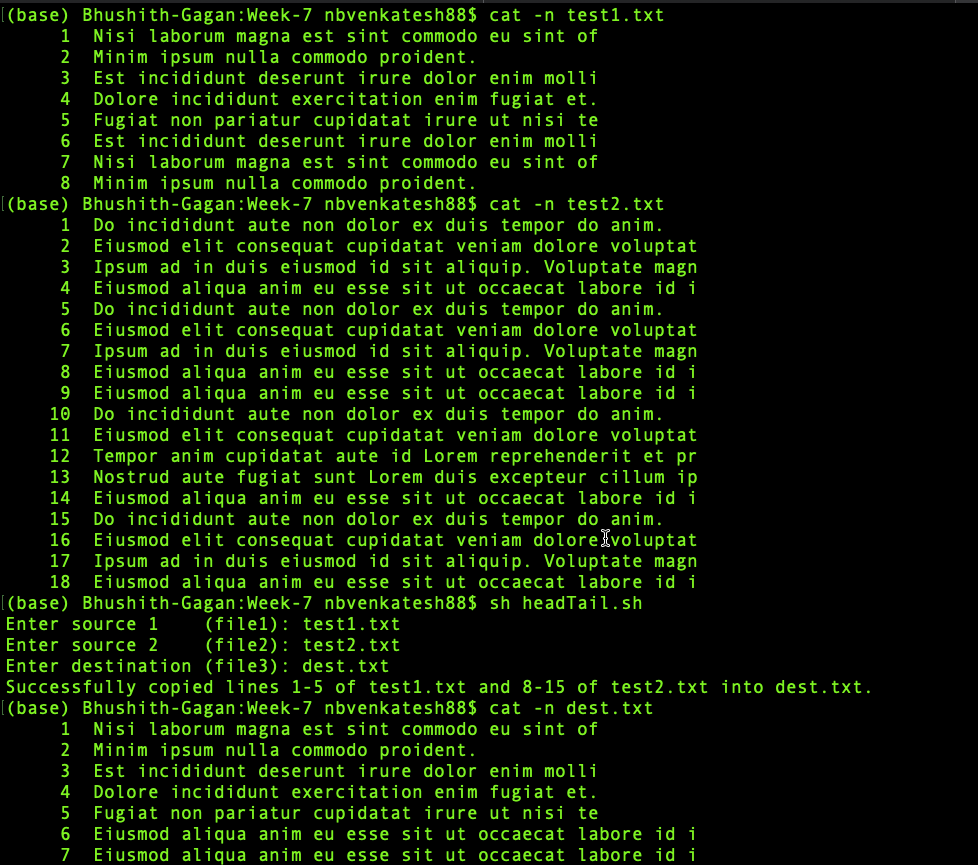 (base) Bhushith-Gagan:Week-7 nbvenkatesh88$ cat -n test1.txt
1 Nisi laborum magna est sint commodo eu sint of
2 Minim ipsum nulla commodo proident.
3 Est incididunt deserunt irure dolor enim molli
4 Dolore incididunt exercitation enim fugiat et.
5 Fugiat non pariatur cupidatat irure ut nisi te
6 Est incididunt deserunt irure dolor enim molli
7 Nisi laborum magna est sint commodo eu sint of
8 Minim ipsum nulla commodo proident.
(base) Bhushith-Gagan:Week-7 nbvenkatesh88$ cat -n test2.txt
1 Do incididunt aute non dolor ex duis tempor do anim.
2 Eiusmod elit consequat cupidatat veniam dolore voluptat
3 Ipsum ad in duis eiusmod id sit aliquip. Voluptate magn
4 Eiusmod aliqua anim eu esse sit ut occaecat labore id i
5 Do incididunt aute non dolor ex duis tempor do anim.
6 Eiusmod elit consequat cupidatat veniam dolore voluptat
7 Ipsum ad in duis eiusmod id sit aliquip. Voluptate magn
8 Eiusmod aliqua anim eu esse sit ut occaecat labore id i
9 Eiusmod aliqua anim eu esse sit ut occaecat labore id i
10 Do incididunt aute non dolor ex duis tempor do anim.
11 Eiusmod elit consequat cupidatat veniam dolore voluptat
12 Tempor anim cupidatat aute id Lorem reprehenderit et pr
13 Nostrud aute fugiat sunt Lorem duis excepteur cillum ip
14 Eiusmod aliqua anim eu esse sit ut occaecat labore id i
15 Do incididunt aute non dolor ex duis tempor do anim.
16 Eiusmod elit consequat cupidatat veniam dolore voluptat
17 Ipsum ad in duis eiusmod id sit aliquip. Voluptate magn
18 Eiusmod aliqua anim eu esse sit ut occaecat labore id i
(base) Bhushith-Gagan:Week-7 nbvenkatesh88$ sh headTail.sh
Enter source 1 (file1): test1.txt
Enter source 2 (file2): test2.txt
Enter destination (file3): dest.txt
Successfully copied lines 1-5 of test1.txt and 8-15 of test2.txt into dest.txt.
(base) Bhushith-Gagan:Week-7 nbvenkatesh88$ cat -n dest.txt
1 Nisi laborum magna est sint commodo eu sint of
2 Minim ipsum nulla commodo proident.
3 Est incididunt deserunt irure dolor enim molli
4 Dolore incididunt exercitation enim fugiat et.
5 Fugiat non pariatur cupidatat irure ut nisi te
6 Eiusmod aliqua anim eu esse sit ut occaecat labore id i
7 Eiusmod aliqua anim eu esse sit ut occaecat labore id i